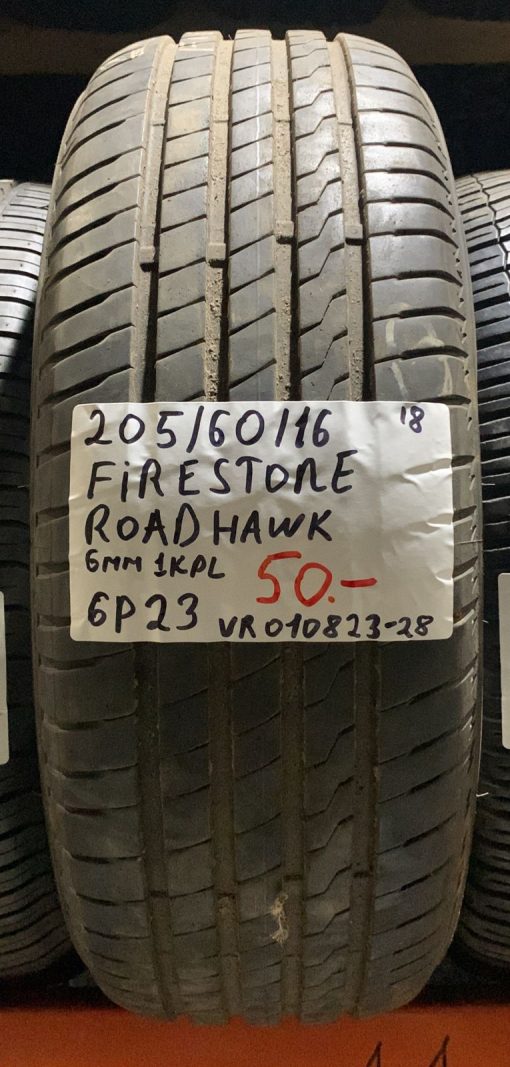 205/60/16 18
FiRESTONE
ROADHAWK
6MM 1KPL 50.-
6P23 VR010823-28